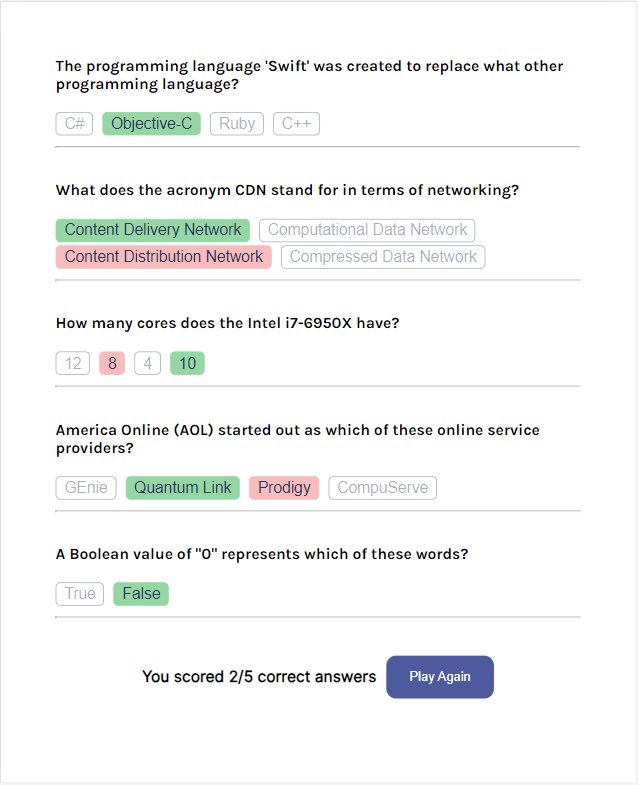 The programming language 'Swift' was created to replace what other
programming language?
C# Objective-C Ruby C++
What does the acronym CDN stand for in terms of networking?
Content Delivery Network Computational Data Network
Content Distribution Network Compressed Data Network
How many cores does the Intel i7-6950X have?
12 8 4 10
America Online (AOL) started out as which of these online service
providers?
GEnie Quantum Link Prodigy CompuServe
A Boolean value of "0" represents which of these words?
True False
You scored 2/5 correct answers Play Again